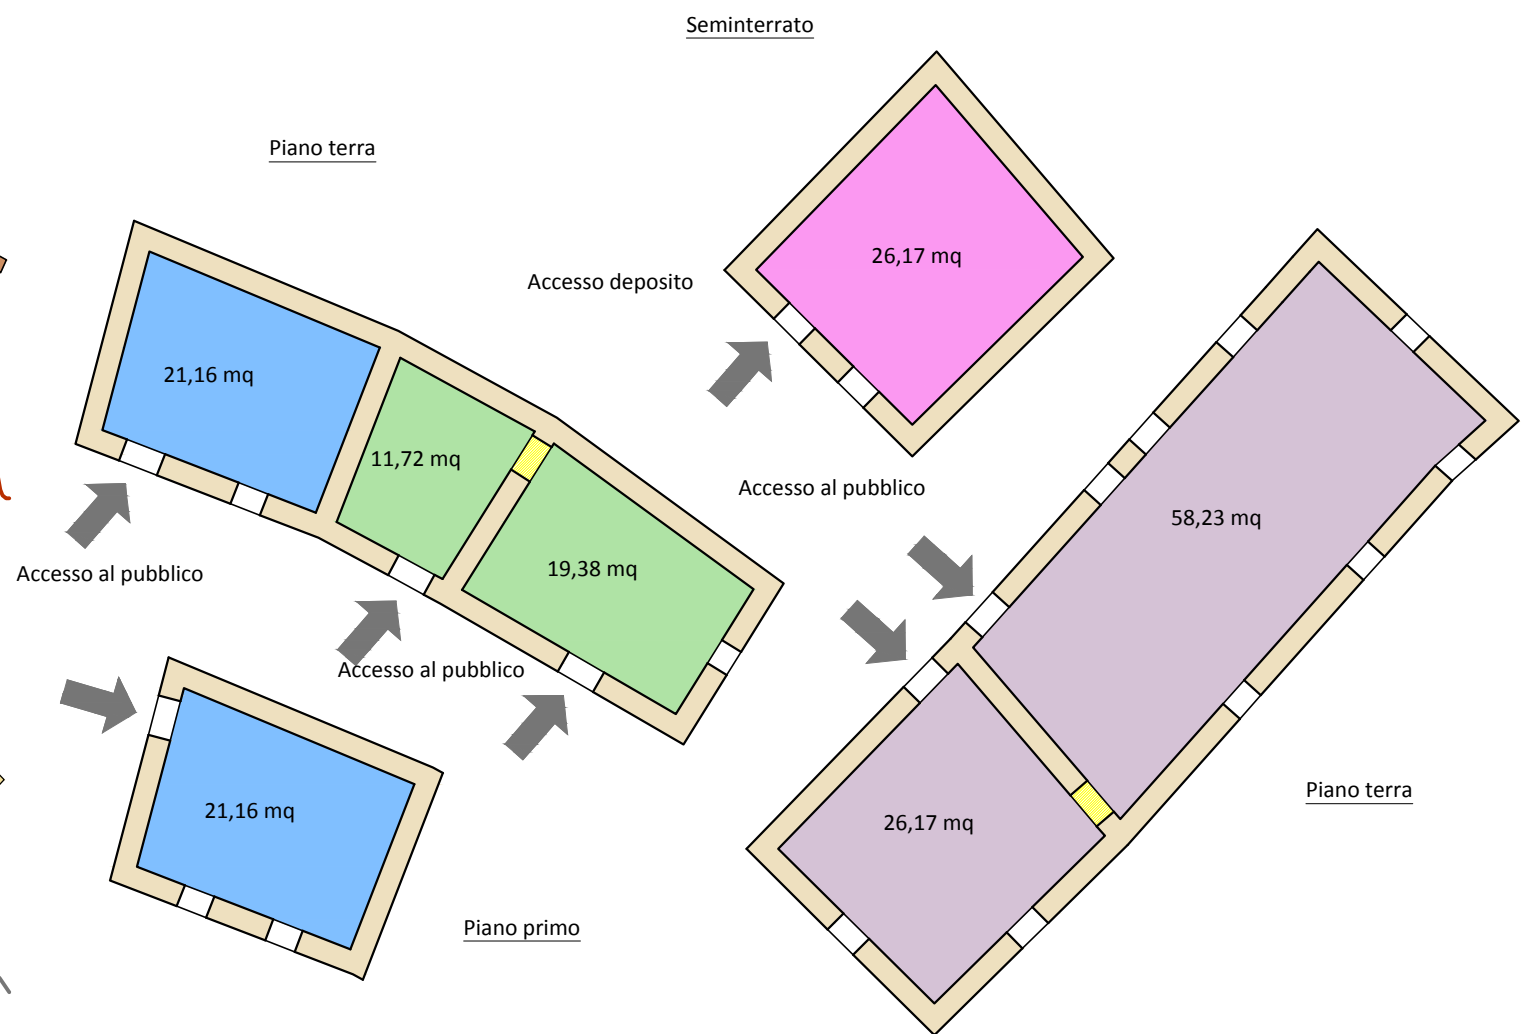 Seminterrato
Piano terra
26,17 mq
Accesso deposito
21,16 mq
11,72 mq
Accesso al pubblico
58,23 mq
19,38 mq
Accesso al pubblico
Accesso al pubblico
Piano terra
21,16 mq
26,17 mq
Piano primo